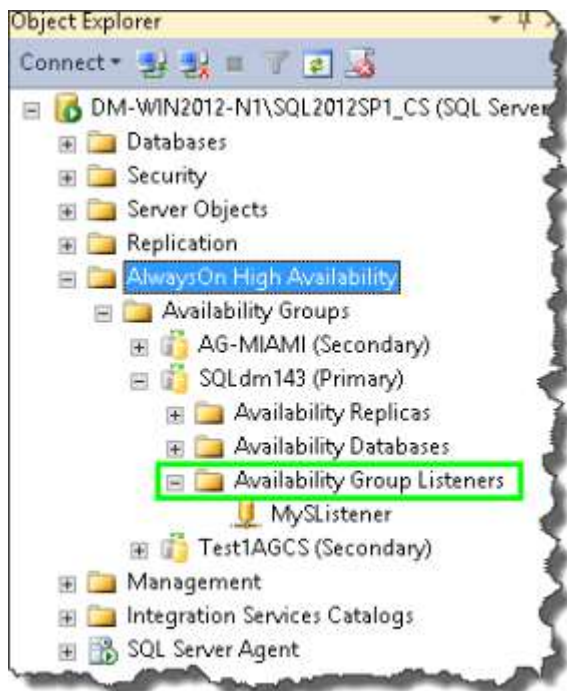 Object Explorer
Connect
DM-WIN2012-N1\SQL2012SP1_CS (SQL Server
Databases
Security
Server Objects
Replication
AlwaysOn High Availability
Availability Groups
AG-MIAMI (Secondary)
SQLdm143 (Primary)
Availability Replicas
Availability Databases
Availability Group Listeners
MySListener
Test1AGCS (Secondary)
Management
Integration Services Catalogs
SQL Server Agent